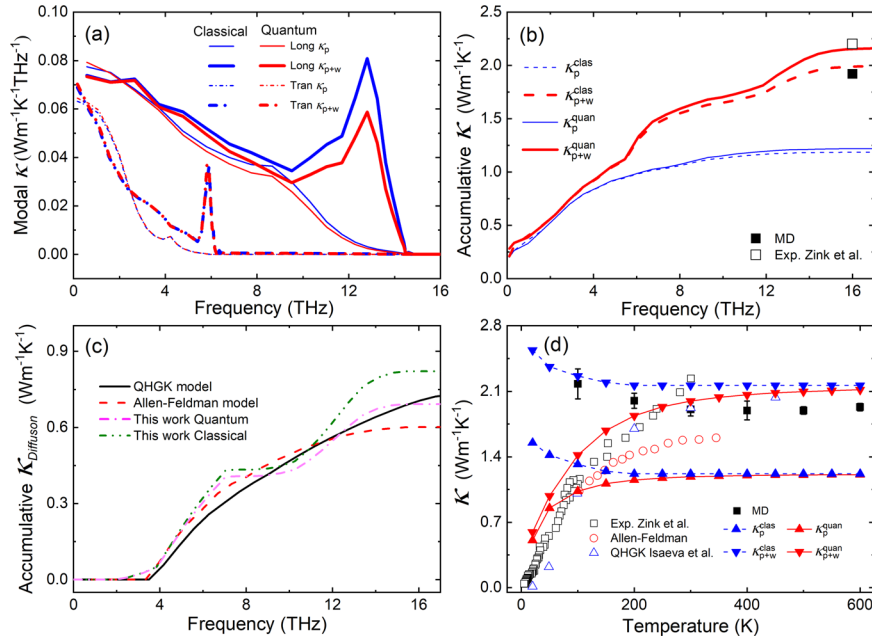 (a)
Classical Quantum
Long κp
Long κp+w
Tran κp
Tran κp+w
Modal κ (Wm-1K-1THz-1)
0.10
0.08
0.06
0.04
0.02
0.00
0 4 8 12 16
Frequency (THz)
(b)
Accumulative κ (Wm-1K-1)
2.5
2.0
1.5
1.0
0.5
0.0
κp^clas
κp+w^clas
κp^quan
κp+w^quan
MD
Exp. Zink et al.
0 4 8 12 16
Frequency (THz)
(c)
Accumulative κDiffuson (Wm-1K-1)
0.9
0.6
0.3
0.0
QHGK model
Allen-Feldman model
This work Quantum
This work Classical
0 4 8 12 16
Frequency (THz)
(d)
κ (Wm-1K-1)
2.7
1.8
0.9
0.0
Exp. Zink et al.
Allen-Feldman
QHGK Isaeva et al.
MD
κp^clas κp^quan
κp+w^clas κp+w^quan
0 200 400 600
Temperature (K)